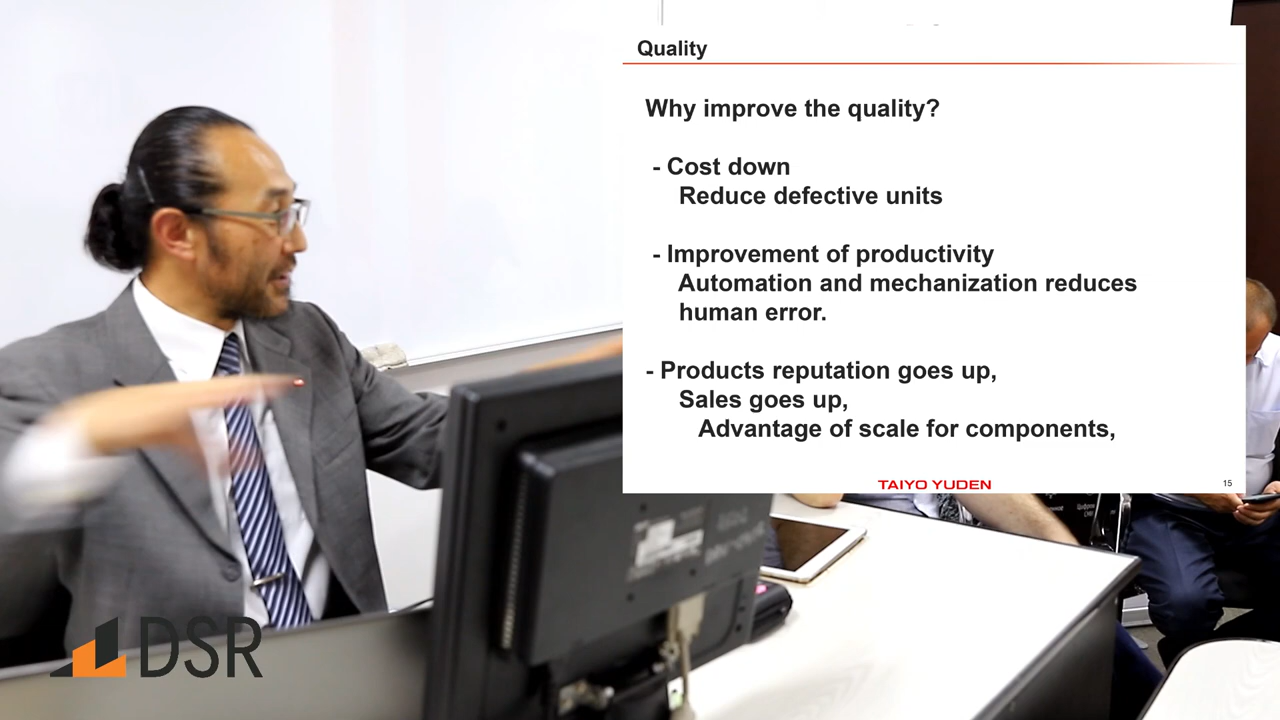 Quality
Why improve the quality?
- Cost down
Reduce defective units
- Improvement of productivity
Automation and mechanization reduces
human error.
- Products reputation goes up,
Sales goes up,
Advantage of scale for components,
TAIYO YUDEN
15
DSR